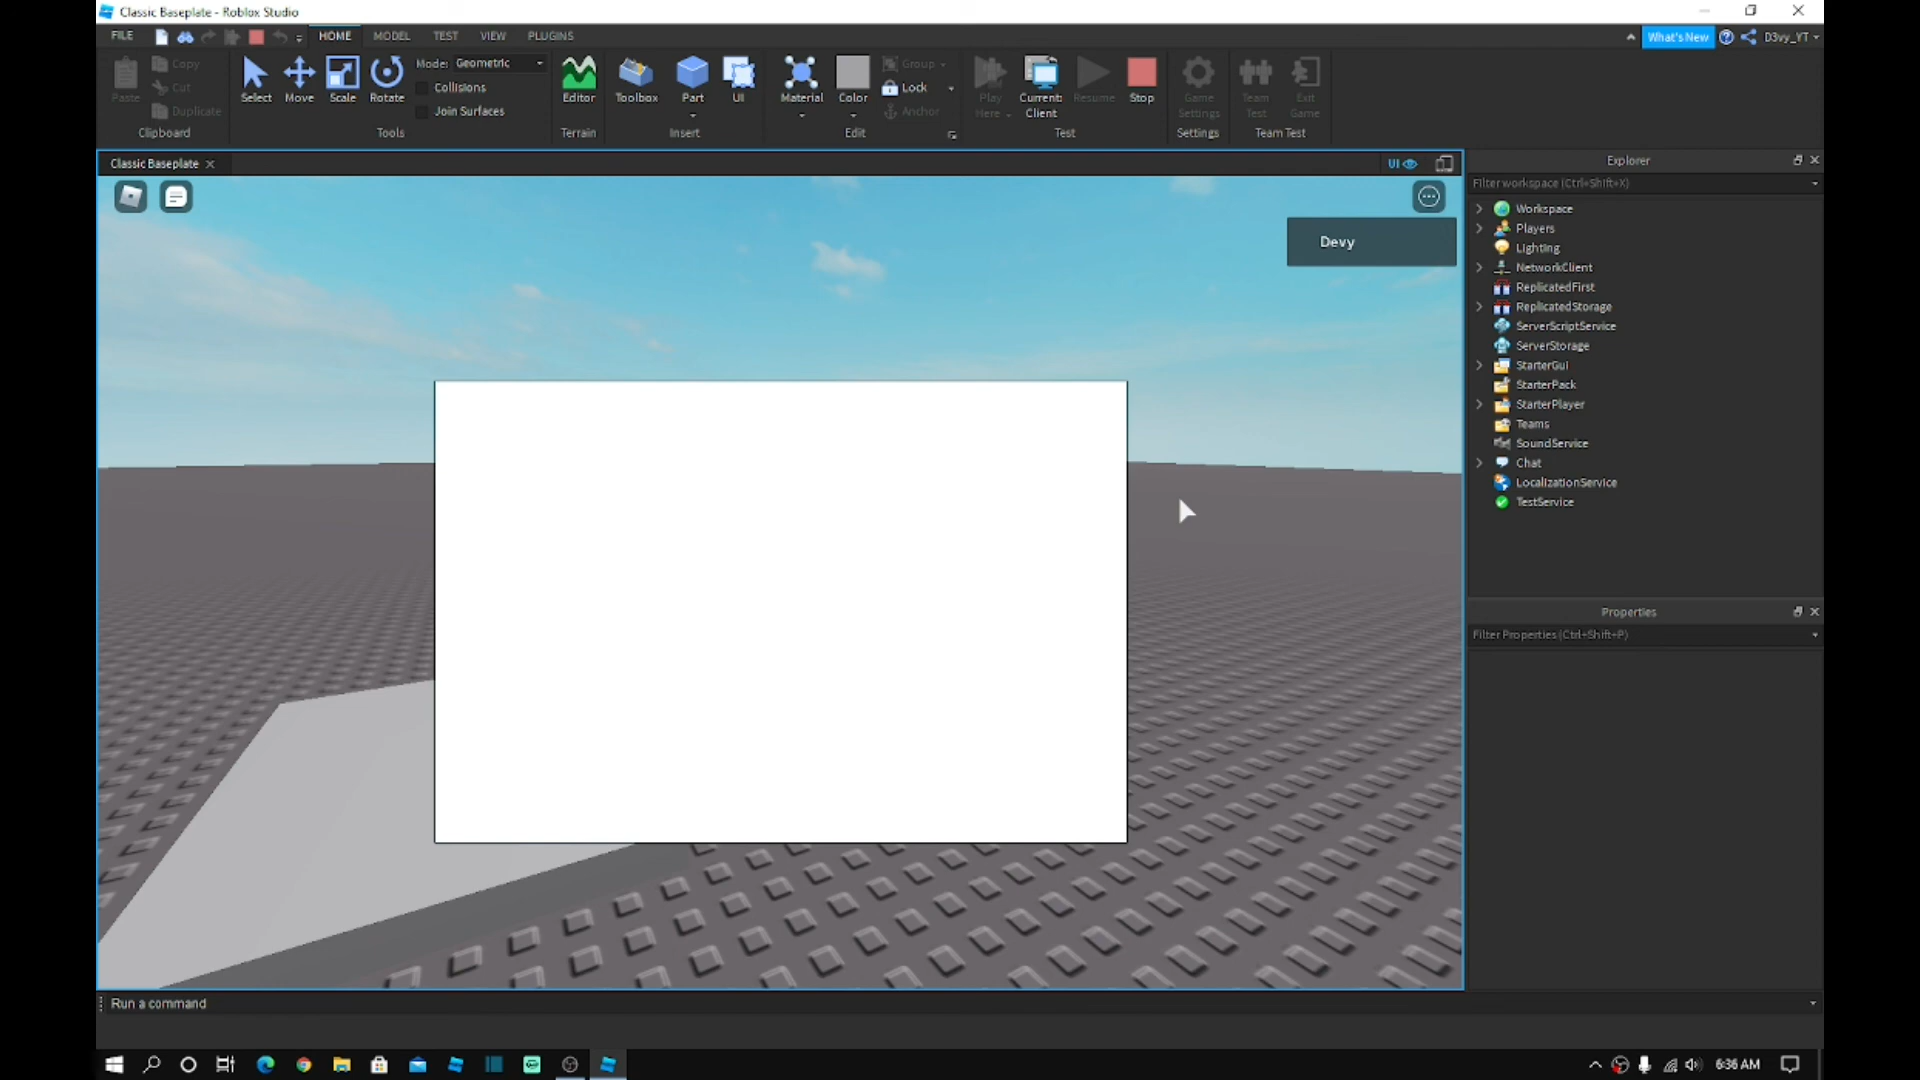 Classic Baseplate - Roblox Studio
FILE HOME MODEL TEST VIEW PLUGINS What's New D3vy_YT
Paste Copy Cut Duplicate
Clipboard
Select Move Scale Rotate
Mode: Geometric
Collisions
Join Surfaces
Tools
Editor
Terrain
Toolbox Part UI
Insert
Material Color Group Lock Anchor
Edit
Play Here Current: Client Resume Stop
Test
Game Settings
Settings
Team Test Exit Game
Team Test
Classic Baseplate
UI
Devy
Explorer
Filter workspace (Ctrl+Shift+X)
Workspace
Players
Lighting
NetworkClient
ReplicatedFirst
ReplicatedStorage
ServerScriptService
ServerStorage
StarterGui
StarterPack
StarterPlayer
Teams
SoundService
Chat
LocalizationService
TestService
Properties
Filter Properties (Ctrl+Shift+P)
Run a command
6:36 AM